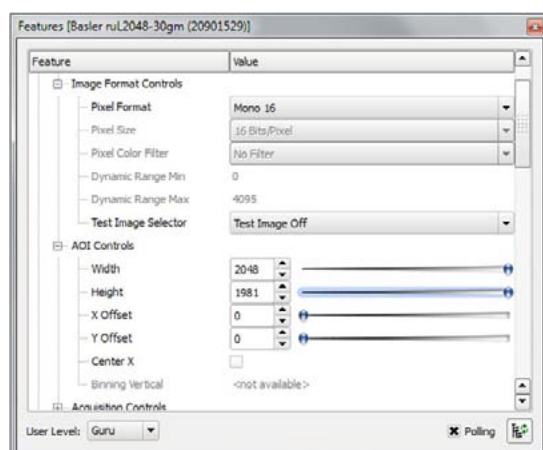 Features [Basler ruL2048-30gm (20901529)]
Feature Value
Image Format Controls
Pixel Format Mono 16
Pixel Size 16 Bits/Pixel
Pixel Color Filter No Filter
Dynamic Range Min 0
Dynamic Range Max 4095
Test Image Selector Test Image Off
AOI Controls
Width 2048
Height 1981
X Offset 0
Y Offset 0
Center X
Binning Vertical <not available>
Acquisition Controls
User Level: Guru Polling